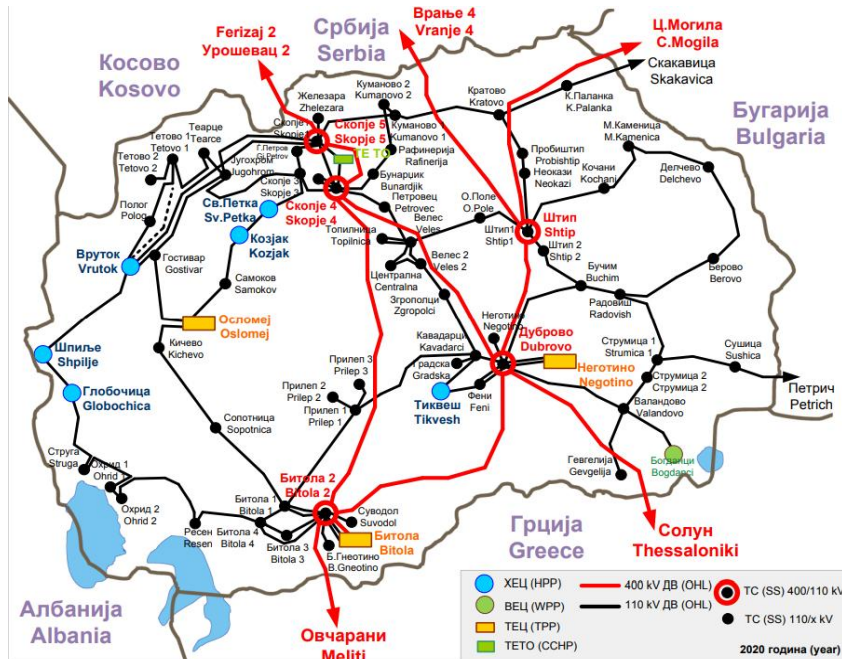 Ferizaj 2
Урошевац 2
Србија
Serbia
Врање 4
Vranje 4
Ц.Могила
C.Mogila
Скакавица
Skakavica
Косово
Kosovo
Бугарија
Bulgaria
Железара
Zhelezara
Куманово 2
Kumanovo 2
Кратово
Kratovo
К.Паланка
K.Palanka
Скопје 5
Skopje 5
ТЕ ТО
Куманово 1
Kumanovo 1
Рафинерија
Rafinerija
М.Каменица
M.Kamenica
Теарце
Tearce
Тетово 1
Tetovo 1
Тетово 2
Tetovo 2
Југохром
Jugohrom
Г.Петров
Gj.Petrov
Скопје 3
Skopje 3
Бунарџик
Bunardjik
Пробиштип
Probishtip
Неокази
Neokazi
Кочани
Kochani
Делчево
Delchevo
Полог
Polog
Св.Петка
Sv.Petka
Скопје 4
Skopje 4
Петровец
Petrovec
Велес
Veles
О.Поле
O.Pole
Штип
Shtip
Штип1
Shtip1
Штип 2
Shtip 2
Козјак
Kozjak
Топилница
Topilnica
Вруток
Vrutok
Гостивар
Gostivar
Самоков
Samokov
Централна
Centralna
Велес 2
Veles 2
Згрополци
Zgropolci
Бучим
Buchim
Берово
Berovo
Радовиш
Radovish
Осломеј
Oslomej
Неготино
Negotino
Дуброво
Dubrovo
Шпиље
Shpilje
Кичево
Kichevo
Кавадарци
Kavadarci
Градска
Gradska
Струмица 1
Strumica 1
Сушица
Sushica
Глобочица
Globochica
Прилеп 3
Prilep 3
Прилеп 2
Prilep 2
Прилеп 1
Prilep 1
Тиквеш
Tikvesh
Фени
Feni
Неготино
Negotino
Струмица 2
Струмица 2
Петрич
Petrich
Валандово
Valandovo
Сопотница
Sopotnica
Струга
Struga
Охрид 1
Ohrid 1
Гевгелија
Gevgelija
Богданци
Bogdanci
Охрид 2
Ohrid 2
Ресен
Resen
Битола 1
Bitola 1
Битола 2
Bitola 2
Суводол
Suvodol
Битола 4
Bitola 4
Битола 3
Bitola 3
Б.Гнеотино
B.Gneotino
Битола
Bitola
Грција
Greece
Солун
Thessaloniki
Албанија
Albania
Овчарани
Meliti
ХЕЦ (HPP)
ВЕЦ (WPP)
ТЕЦ (TPP)
ТЕТО (CCHP)
400 kV ДВ (OHL)
110 kV ДВ (OHL)
ТС (SS) 400/110 kV
ТС (SS) 110/x kV
2020 година (year)